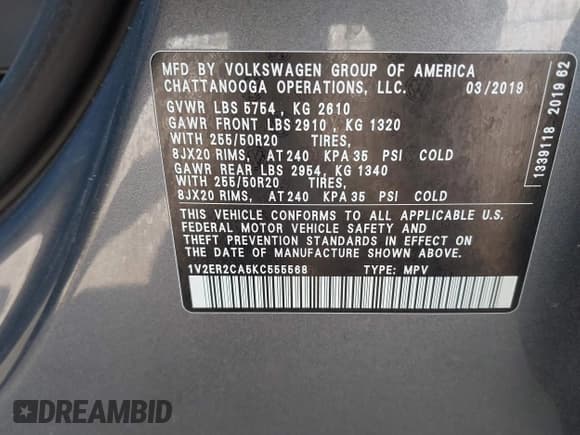 MFD BY VOLKSWAGEN GROUP OF AMERICA
CHATTANOOGA OPERATIONS, LLC. 03/2019
GVWR LBS 5754 , KG 2610
GAWR FRONT LBS 2910 , KG 1320
WITH 255/50R20 TIRES,
8JX20 RIMS, AT 240 KPA 35 PSI COLD
GAWR REAR LBS 2954, KG 1340
WITH 255/50R20 TIRES,
8JX20 RIMS, AT 240 KPA 35 PSI COLD
THIS VEHICLE CONFORMS TO ALL APPLICABLE U.S.
FEDERAL MOTOR VEHICLE SAFETY AND
THEFT PREVENTION STANDARDS IN EFFECT ON
THE DATE OF MANUFACTURE SHOWN ABOVE.
1V2ER2CA5KC555568 TYPE: MPV
1339118 2019 62
DREAMBID